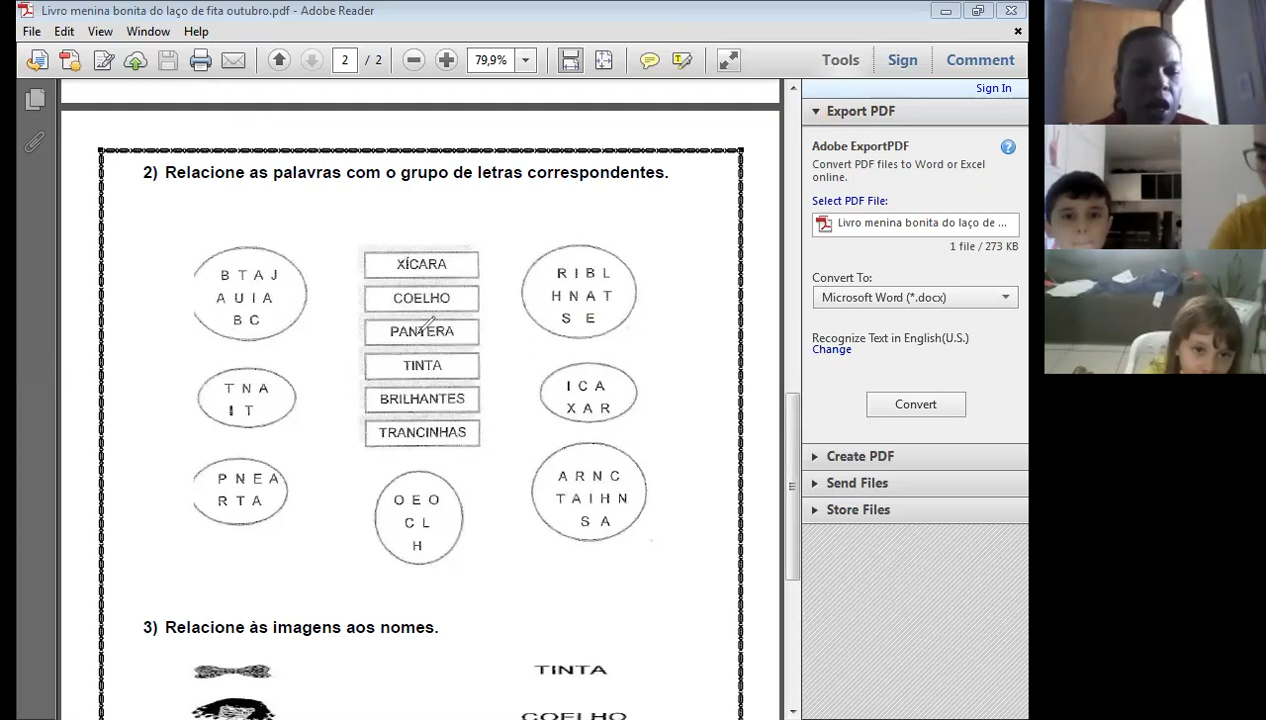 Livro menina bonita do laço de fita outubro.pdf - Adobe Reader
File Edit View Window Help
2 / 2 79,9% Tools Sign Comment
Sign In
Export PDF
Adobe ExportPDF
Convert PDF files to Word or Excel
online.
Select PDF File:
Livro menina bonita do laço de ...
1 file / 273 KB
Convert To:
Microsoft Word (*.docx)
Recognize Text in English(U.S.)
Change
Convert
Create PDF
Send Files
Store Files
2) Relacione as palavras com o grupo de letras correspondentes.
B T A J
A U I A
B C
T N A
I T
P N E A
R T A
XÍCARA
COELHO
PANTERA
TINTA
BRILHANTES
TRANCINHAS
O E O
C L
H
R I B L
H N A T
S E
I C A
X A R
A R N C
T A I H N
S A
3) Relacione às imagens aos nomes.
TINTA
COELHO